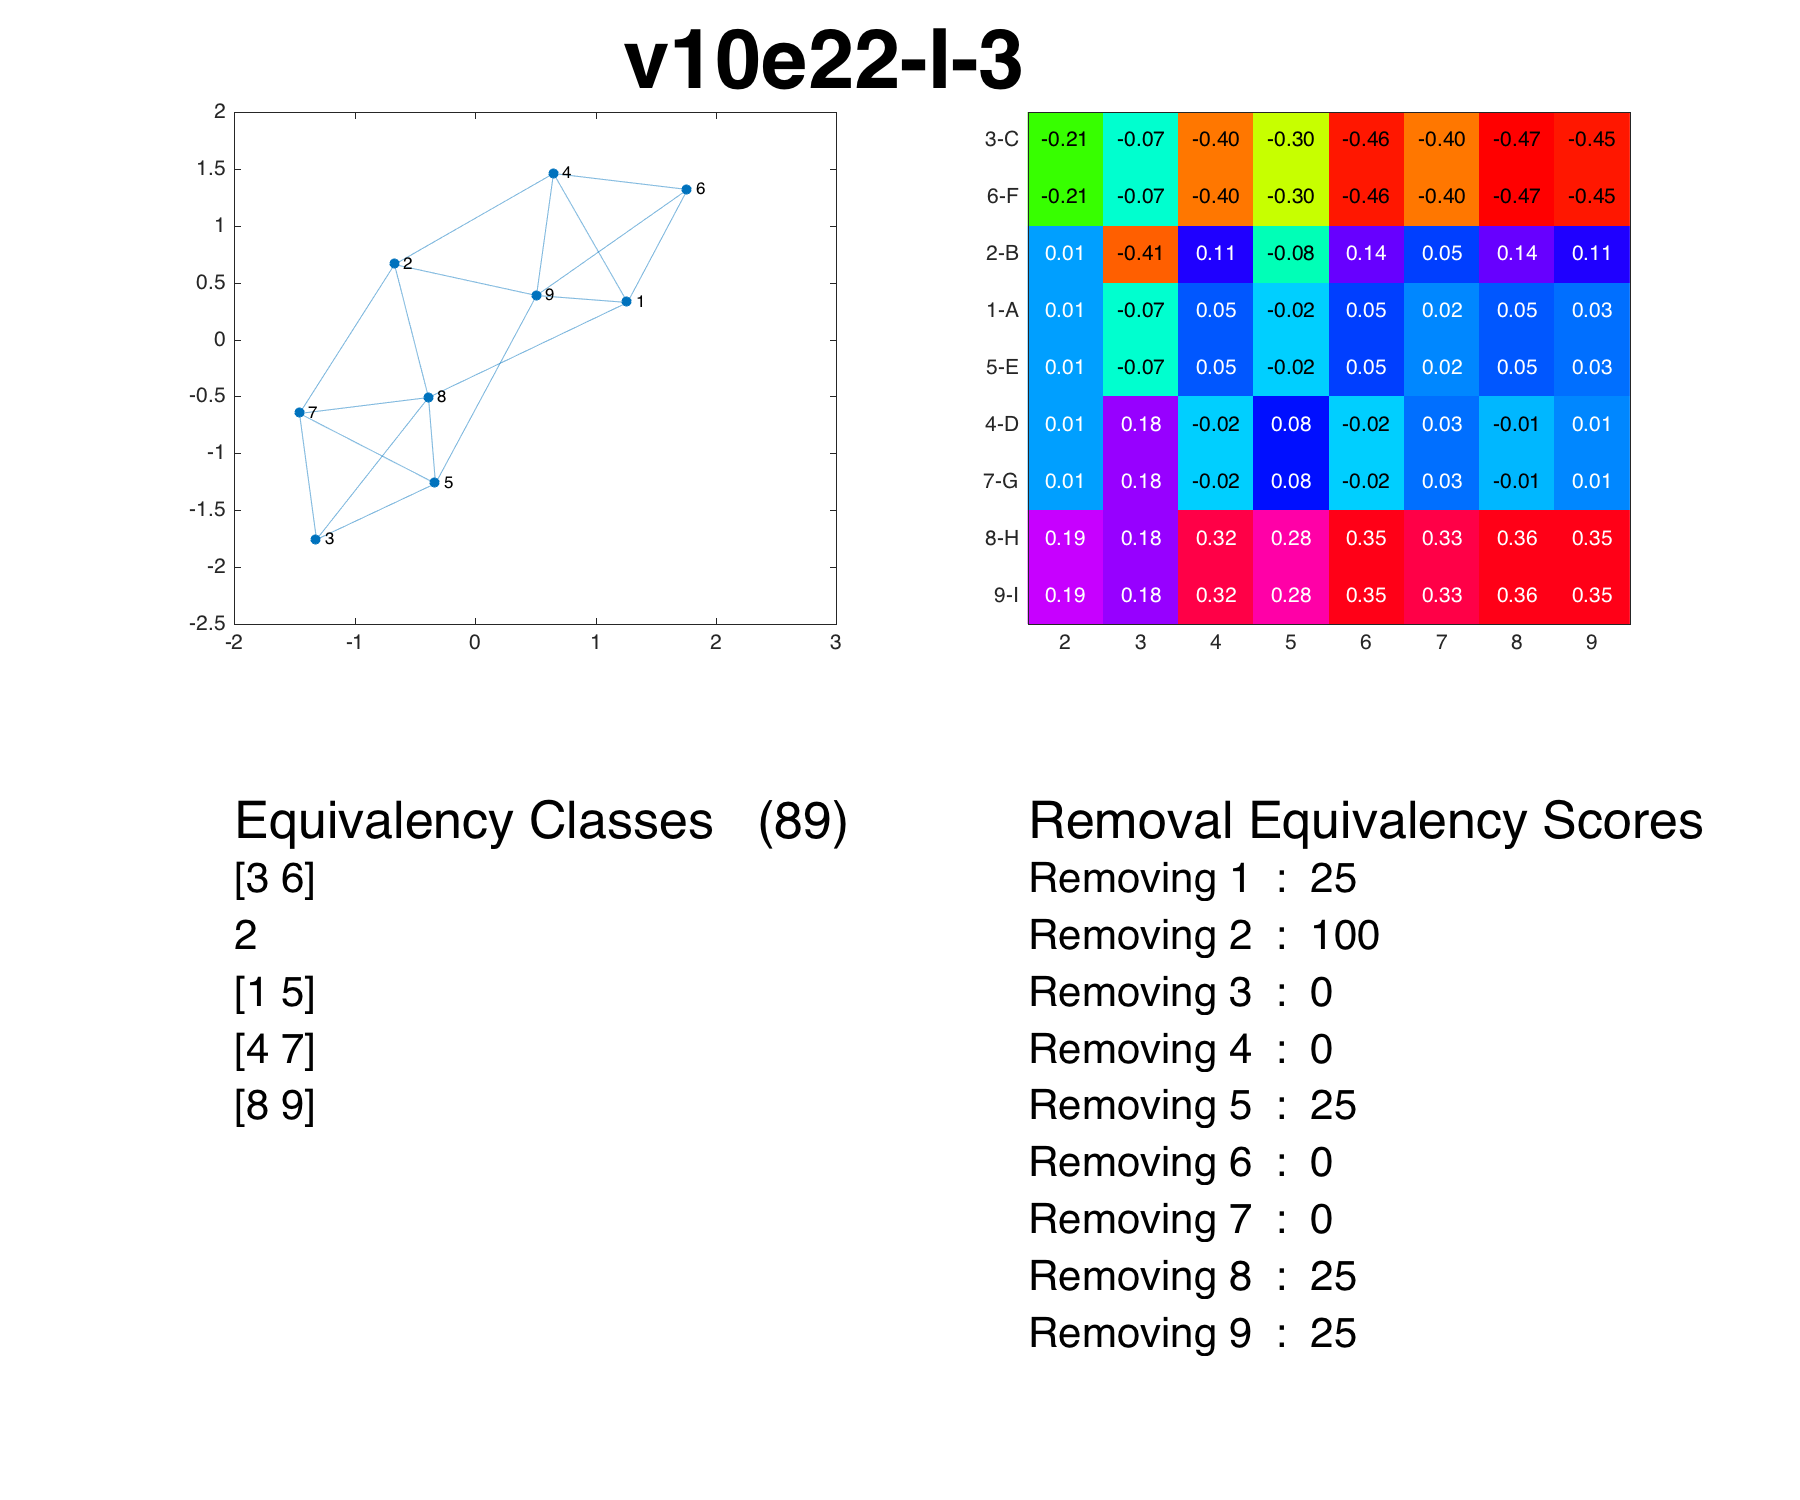 v10e22-I-3
2
1.5
1
0.5
0
-0.5
-1
-1.5
-2
-2.5
-2 -1 0 1 2 3
4
6
2
9
1
8
7
5
3
3-C -0.21 -0.07 -0.40 -0.30 -0.46 -0.40 -0.47 -0.45
6-F -0.21 -0.07 -0.40 -0.30 -0.46 -0.40 -0.47 -0.45
2-B 0.01 -0.41 0.11 -0.08 0.14 0.05 0.14 0.11
1-A 0.01 -0.07 0.05 -0.02 0.05 0.02 0.05 0.03
5-E 0.01 -0.07 0.05 -0.02 0.05 0.02 0.05 0.03
4-D 0.01 0.18 -0.02 0.08 -0.02 0.03 -0.01 0.01
7-G 0.01 0.18 -0.02 0.08 -0.02 0.03 -0.01 0.01
8-H 0.19 0.18 0.32 0.28 0.35 0.33 0.36 0.35
9-I 0.19 0.18 0.32 0.28 0.35 0.33 0.36 0.35
2 3 4 5 6 7 8 9
Equivalency Classes (89)
[3 6]
2
[1 5]
[4 7]
[8 9]
Removal Equivalency Scores
Removing 1 : 25
Removing 2 : 100
Removing 3 : 0
Removing 4 : 0
Removing 5 : 25
Removing 6 : 0
Removing 7 : 0
Removing 8 : 25
Removing 9 : 25